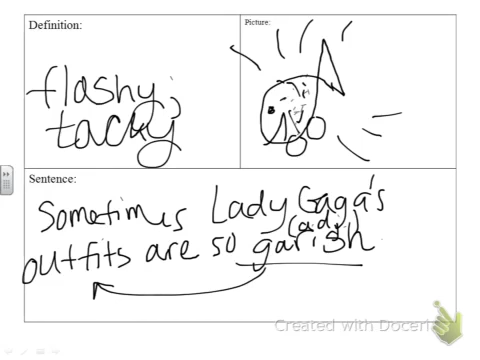 Definition:
Picture:
flashy;
tacky
Sentence:
Sometimes Lady Gaga's
(adj)
outfits are so garish.
Created with Doceri